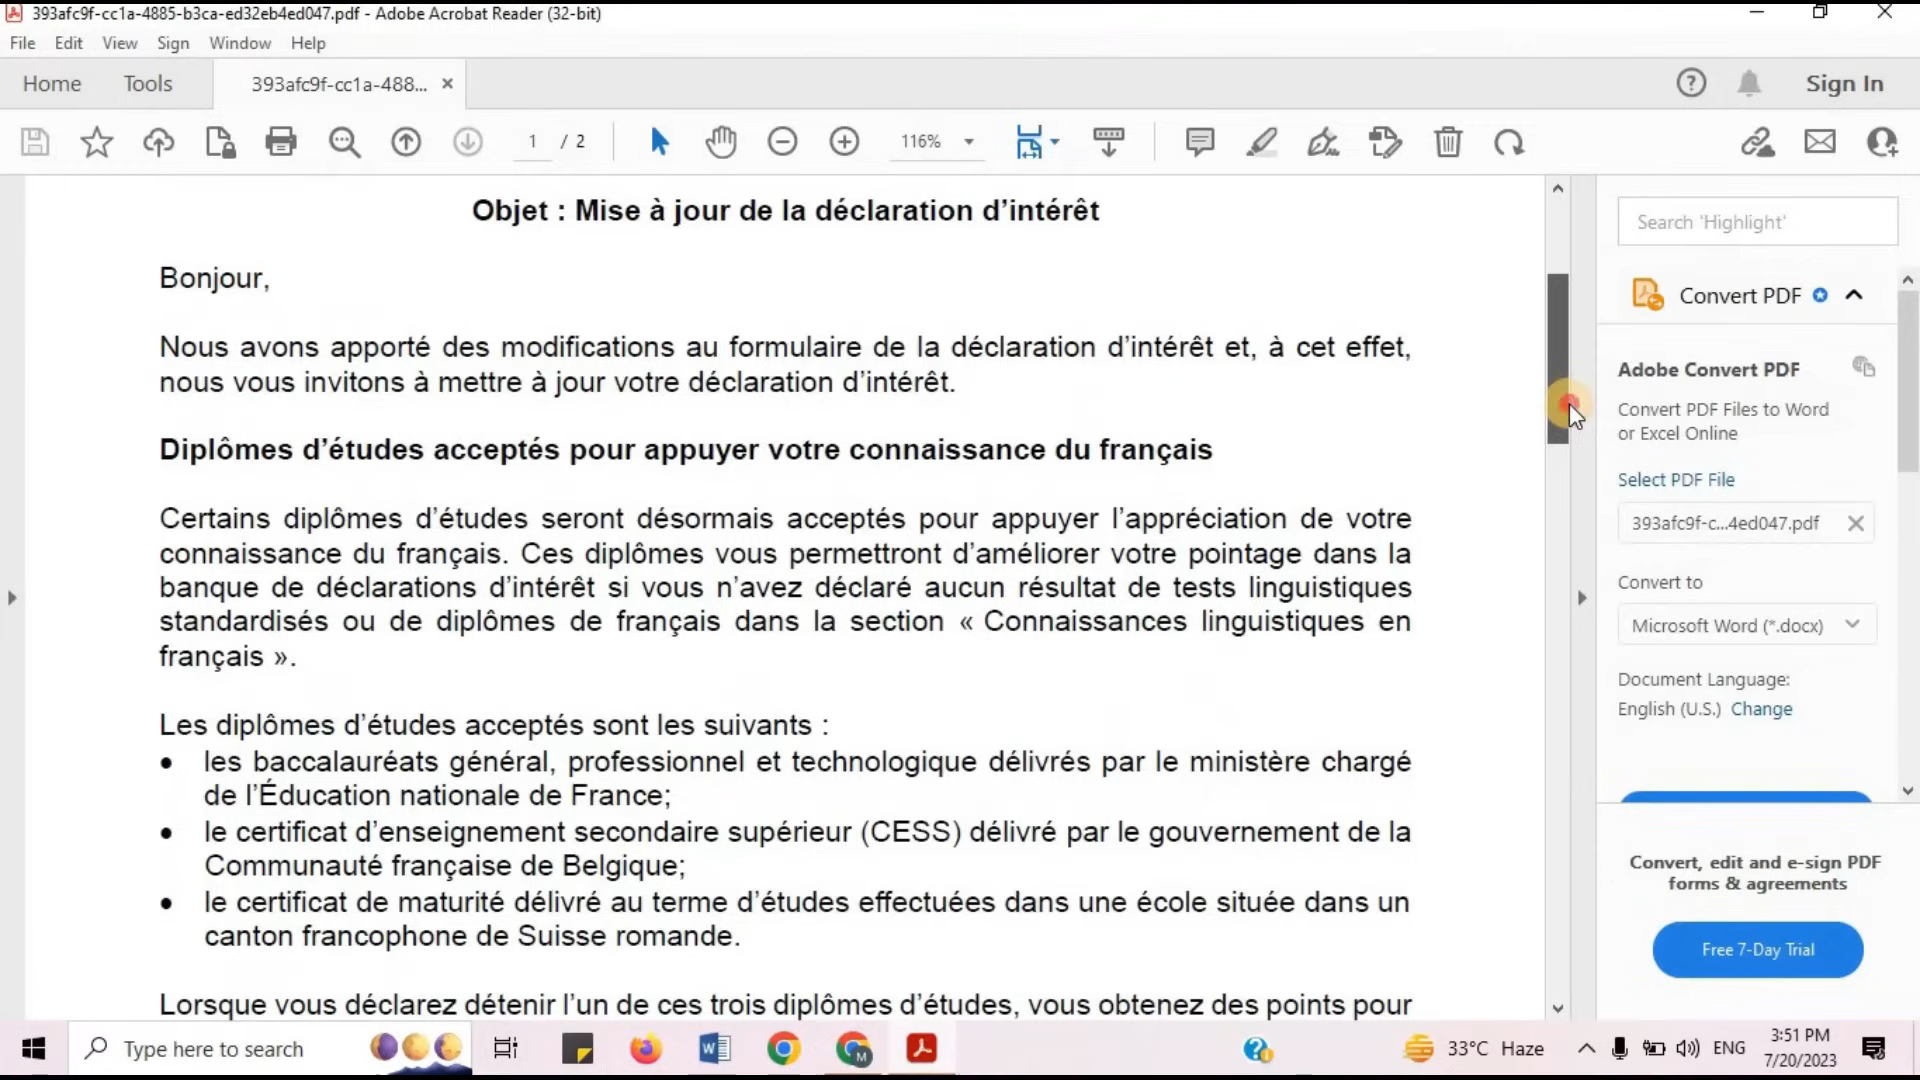 393afc9f-cc1a-4885-b3ca-ed32eb4ed047.pdf - Adobe Acrobat Reader (32-bit)
File Edit View Sign Window Help
Home Tools 393afc9f-cc1a-488... × Sign In
1 / 2 116%
Objet : Mise à jour de la déclaration d’intérêt
Bonjour,
Nous avons apporté des modifications au formulaire de la déclaration d’intérêt et, à cet effet,
nous vous invitons à mettre à jour votre déclaration d’intérêt.
Diplômes d’études acceptés pour appuyer votre connaissance du français
Certains diplômes d’études seront désormais acceptés pour appuyer l’appréciation de votre
connaissance du français. Ces diplômes vous permettront d’améliorer votre pointage dans la
banque de déclarations d’intérêt si vous n’avez déclaré aucun résultat de tests linguistiques
standardisés ou de diplômes de français dans la section « Connaissances linguistiques en
français ».
Les diplômes d’études acceptés sont les suivants :
• les baccalauréats général, professionnel et technologique délivrés par le ministère chargé
de l’Éducation nationale de France;
• le certificat d’enseignement secondaire supérieur (CESS) délivré par le gouvernement de la
Communauté française de Belgique;
• le certificat de maturité délivré au terme d’études effectuées dans une école située dans un
canton francophone de Suisse romande.
Lorsque vous déclarez détenir l’un de ces trois diplômes d’études, vous obtenez des points pour
Search 'Highlight'
Convert PDF
Adobe Convert PDF
Convert PDF Files to Word
or Excel Online
Select PDF File
393afc9f-c...4ed047.pdf
Convert to
Microsoft Word (*.docx)
Document Language:
English (U.S.) Change
Convert, edit and e-sign PDF
forms & agreements
Free 7-Day Trial
Type here to search
33°C Haze
ENG
3:51 PM
7/20/2023